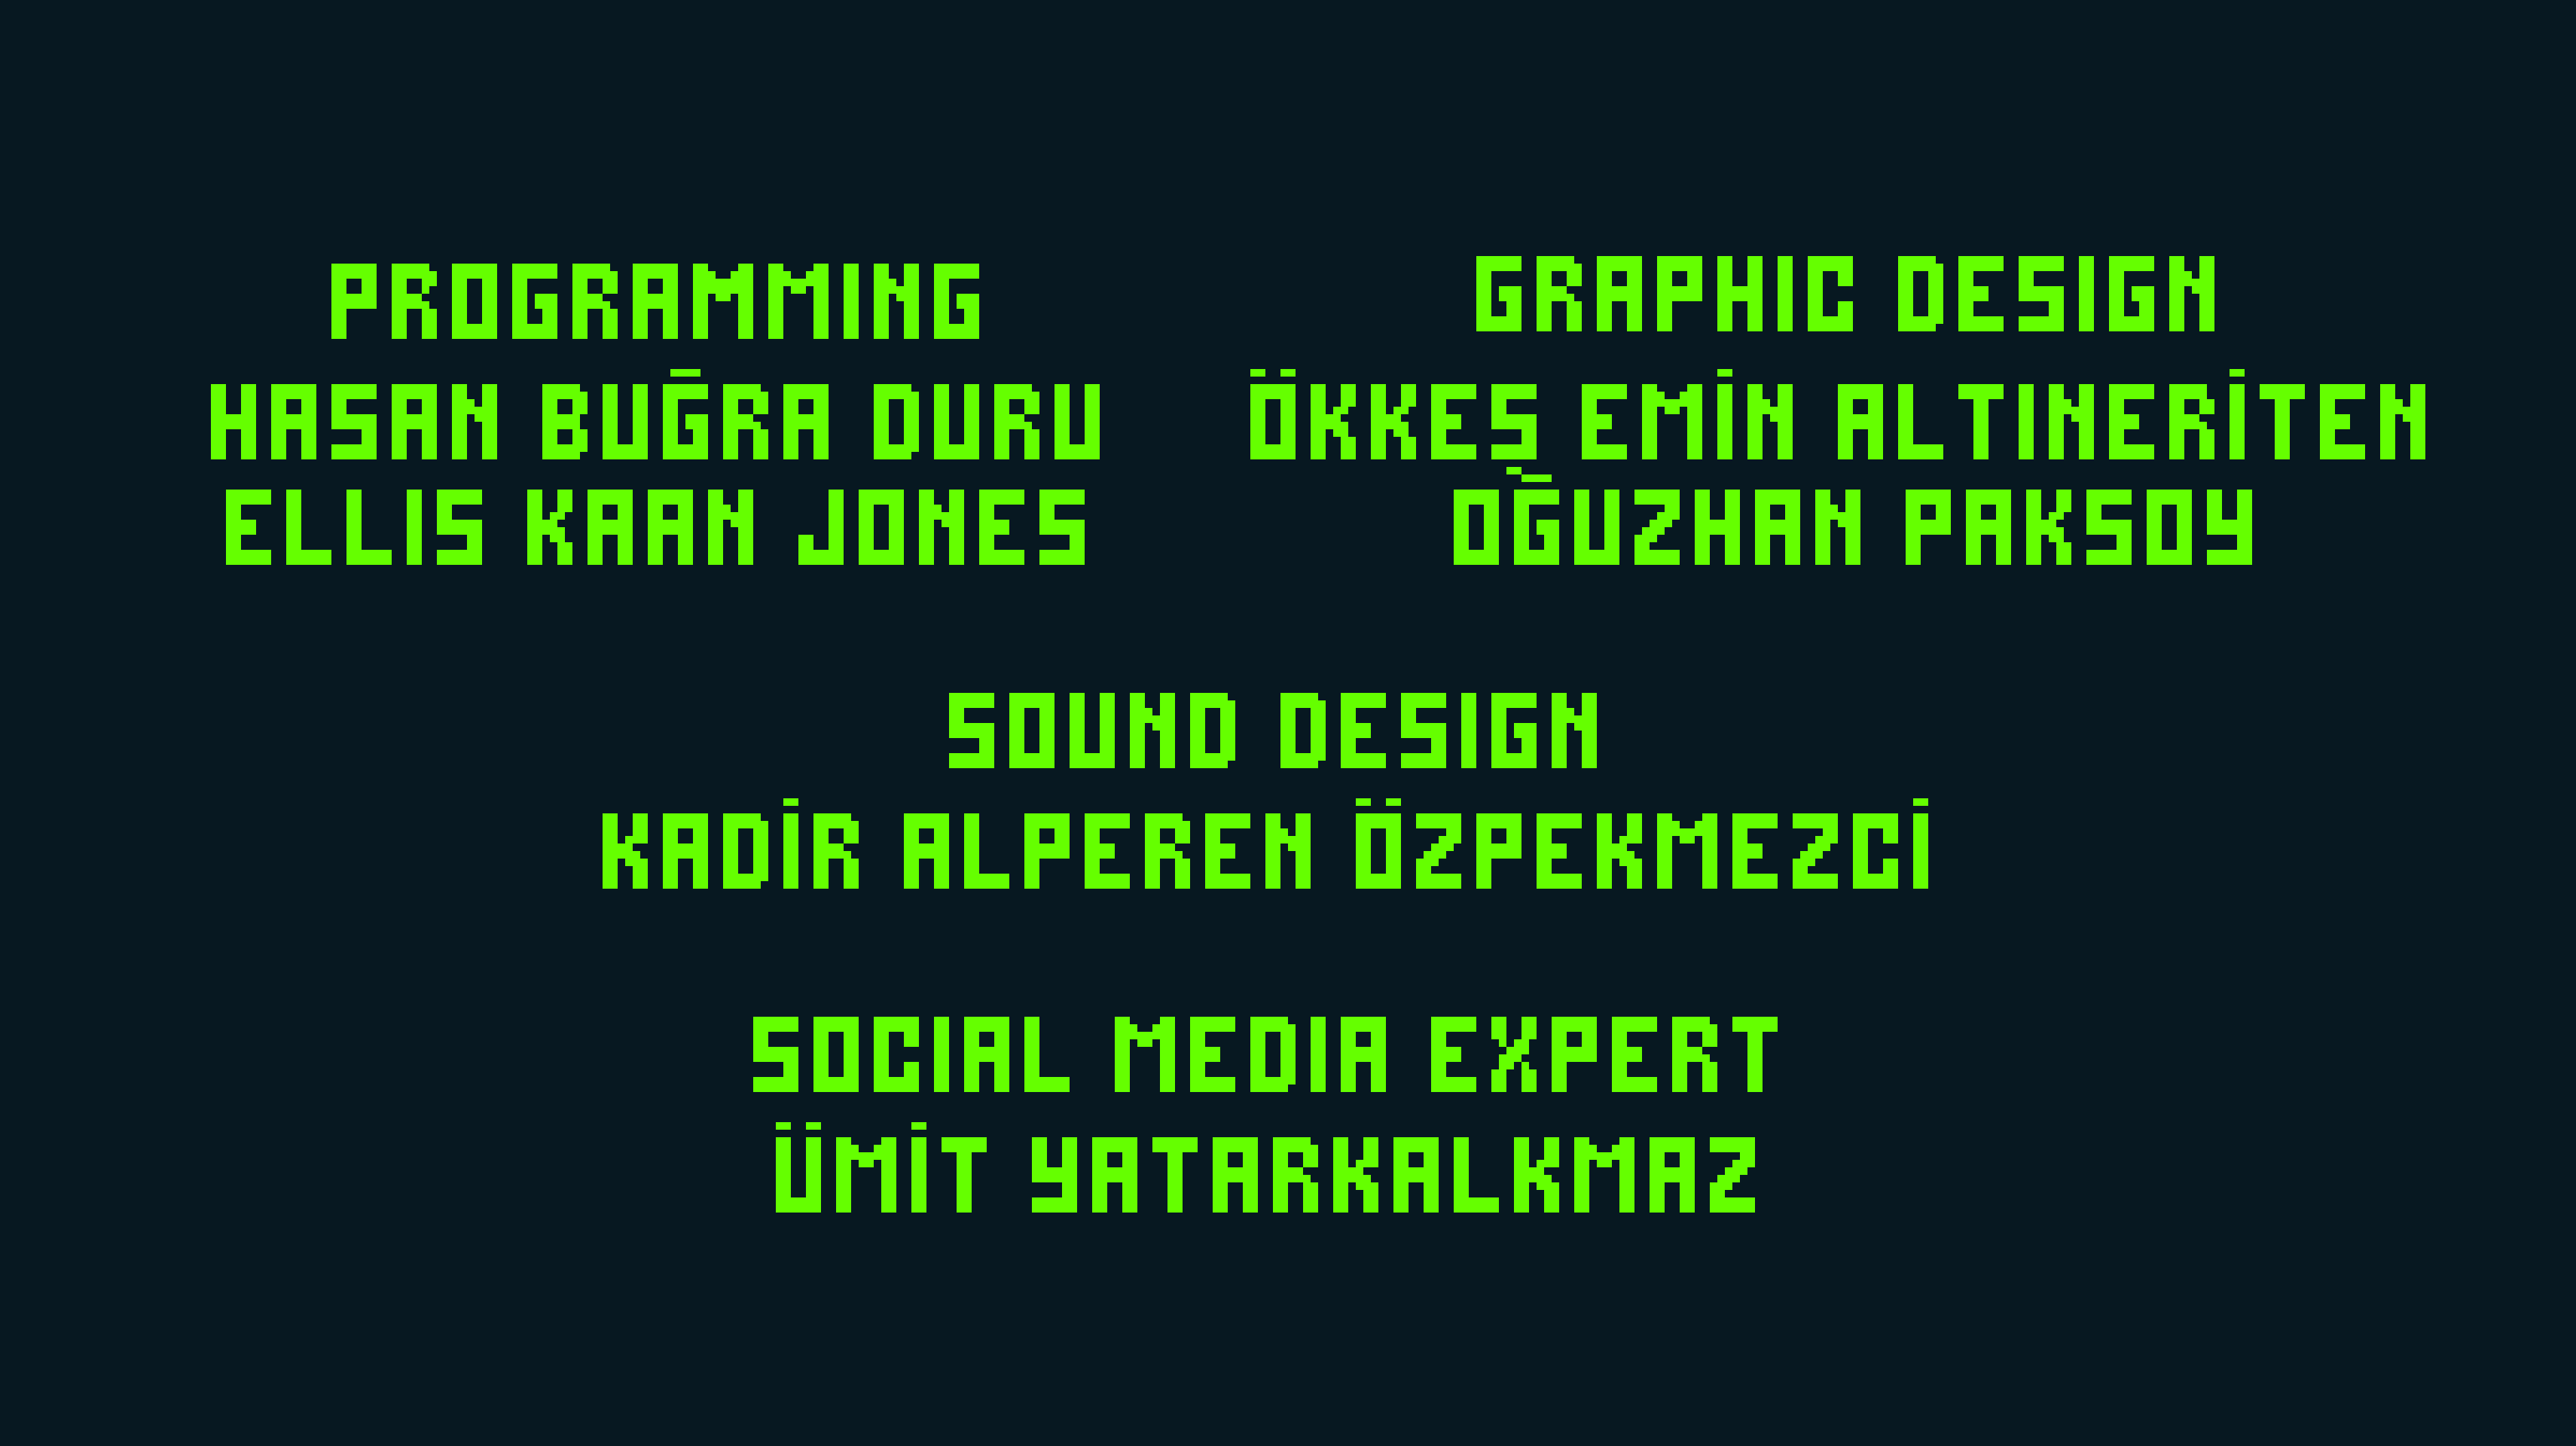 PROGRAMMING
HASAN BUĞRA DURU
ELLIS KAAN JONES
GRAPHIC DESIGN
ÖKKEŞ EMİN ALTINERİTEN
OĞUZHAN PAKSOY
SOUND DESIGN
KADİR ALPEREN ÖZPEKMEZCİ
SOCIAL MEDIA EXPERT
ÜMİT YATARKALKMAZ